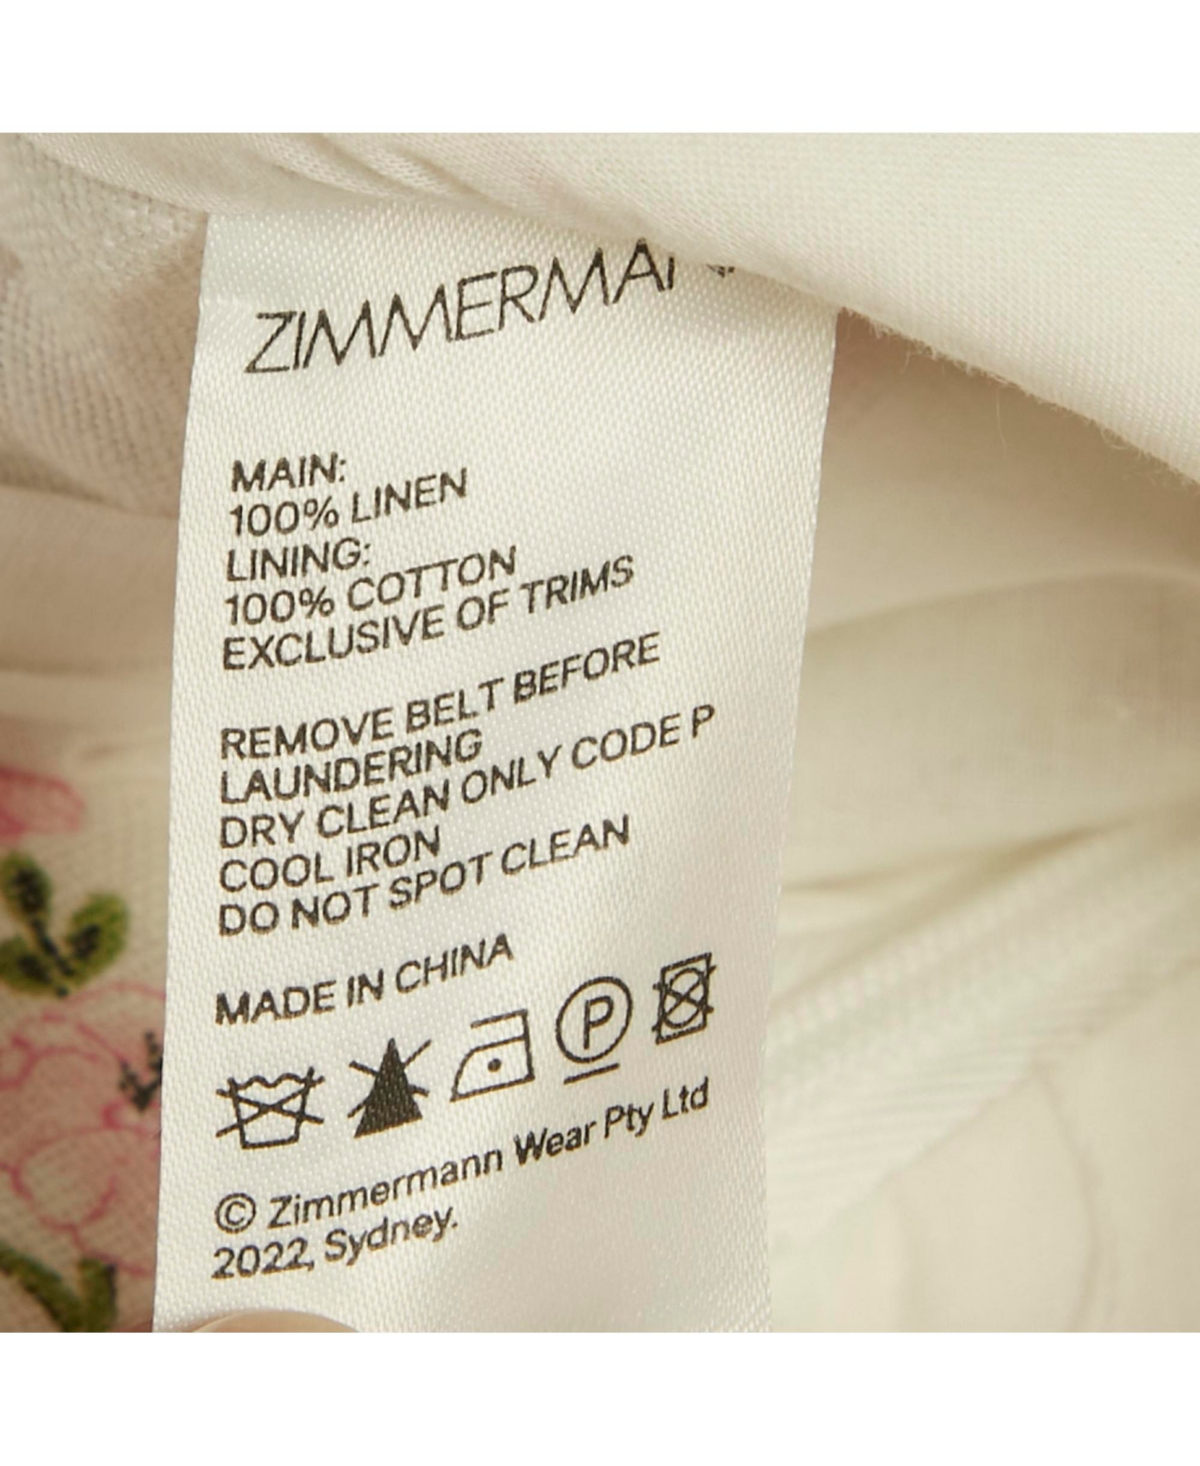 ZIMMERMAN
MAIN:
100% LINEN
LINING:
100% COTTON
EXCLUSIVE OF TRIMS
REMOVE BELT BEFORE
LAUNDERING
DRY CLEAN ONLY CODE P
COOL IRON
DO NOT SPOT CLEAN
MADE IN CHINA
P
© Zimmermann Wear Pty Ltd
2022, Sydney.